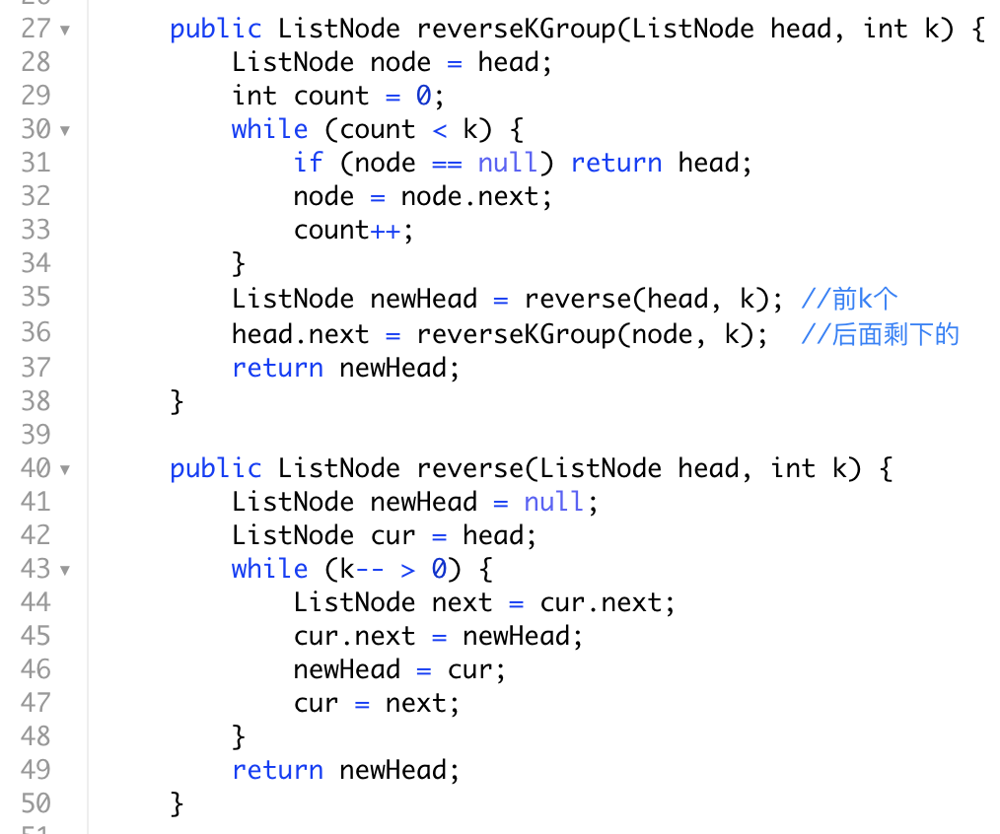 27 public ListNode reverseKGroup(ListNode head, int k) {
28 ListNode node = head;
29 int count = 0;
30 while (count < k) {
31 if (node == null) return head;
32 node = node.next;
33 count++;
34 }
35 ListNode newHead = reverse(head, k); //前k个
36 head.next = reverseKGroup(node, k); //后面剩下的
37 return newHead;
38 }
39
40 public ListNode reverse(ListNode head, int k) {
41 ListNode newHead = null;
42 ListNode cur = head;
43 while (k-- > 0) {
44 ListNode next = cur.next;
45 cur.next = newHead;
46 newHead = cur;
47 cur = next;
48 }
49 return newHead;
50 }